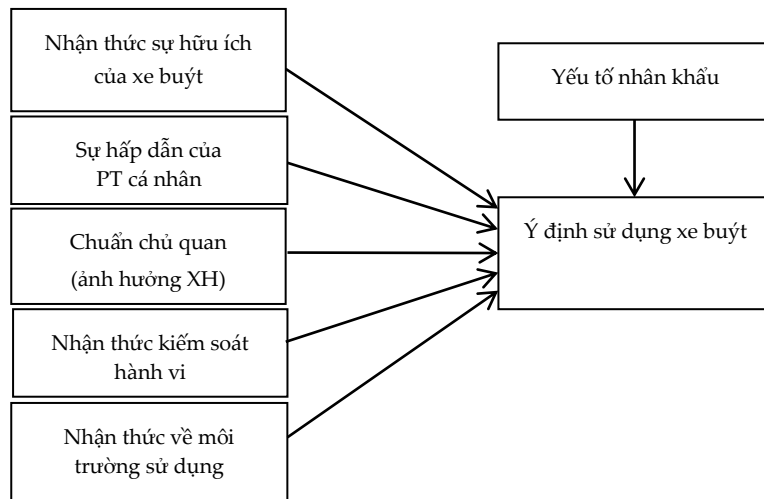 Nhận thức sự hữu ích
của xe buýt
Sự hấp dẫn của
PT cá nhân
Chuẩn chủ quan
(ảnh hưởng XH)
Nhận thức kiếm soát
hành vi
Nhận thức về môi
trường sử dụng
Yếu tố nhân khẩu
Ý định sử dụng xe buýt